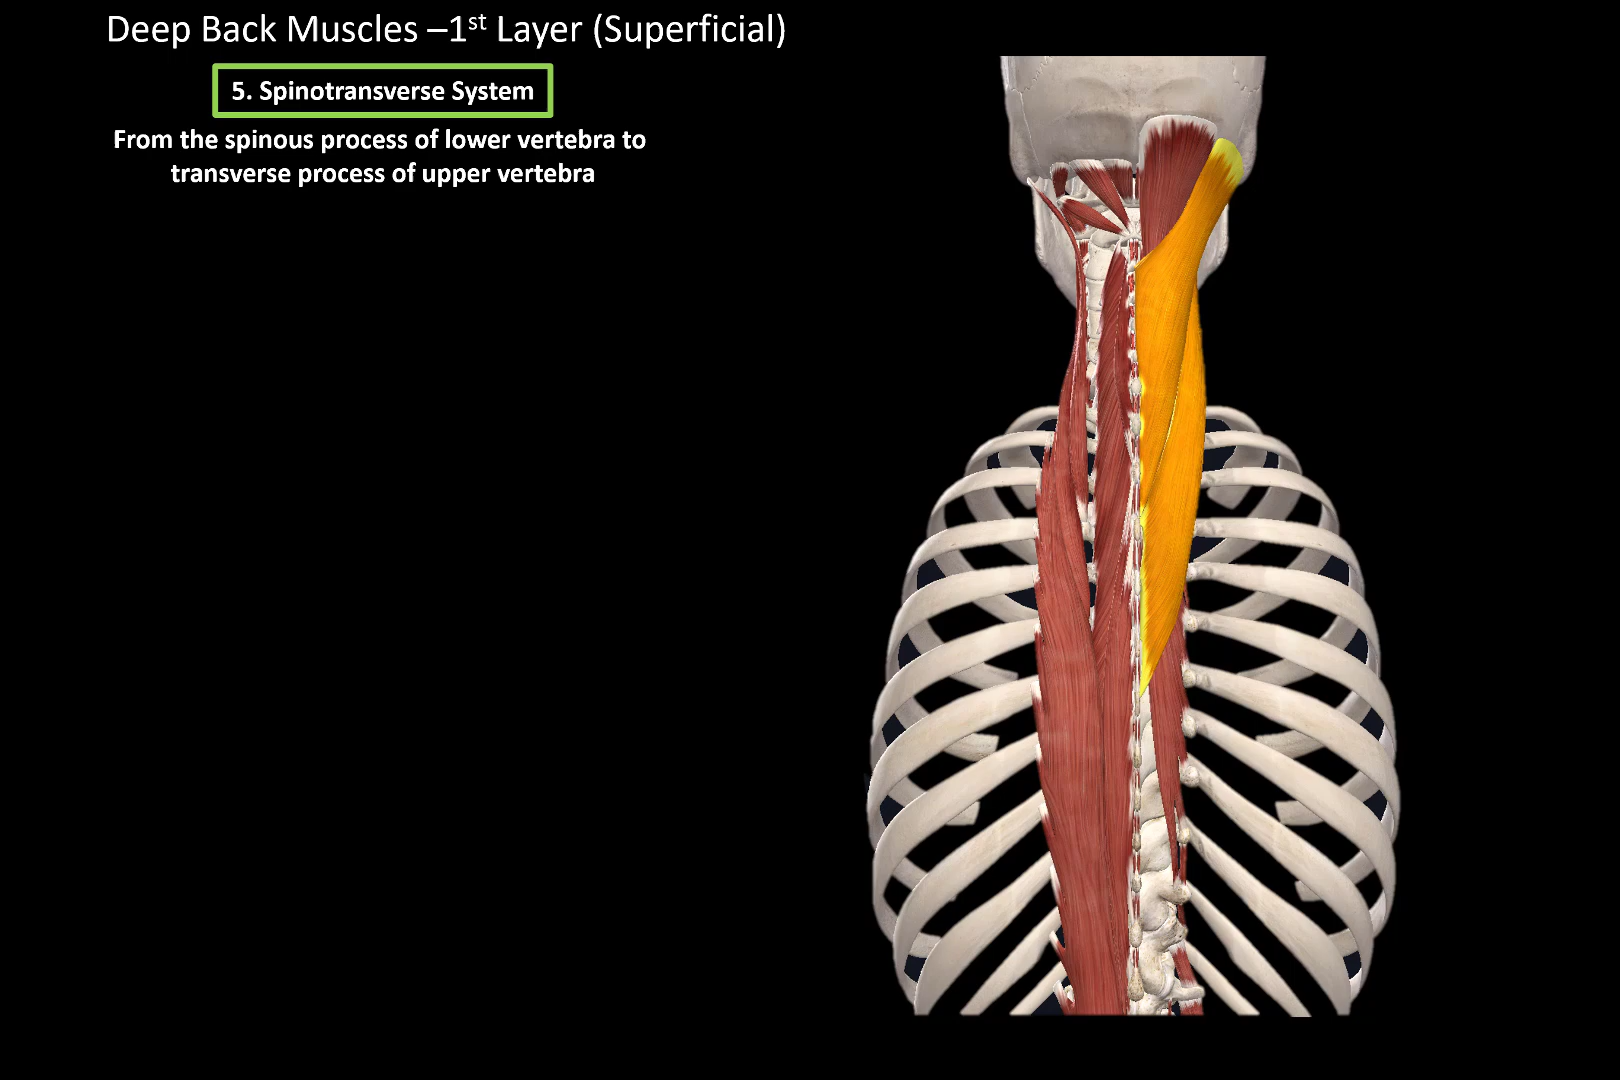 Deep Back Muscles –1st Layer (Superficial)
5. Spinotransverse System
From the spinous process of lower vertebra to
transverse process of upper vertebra